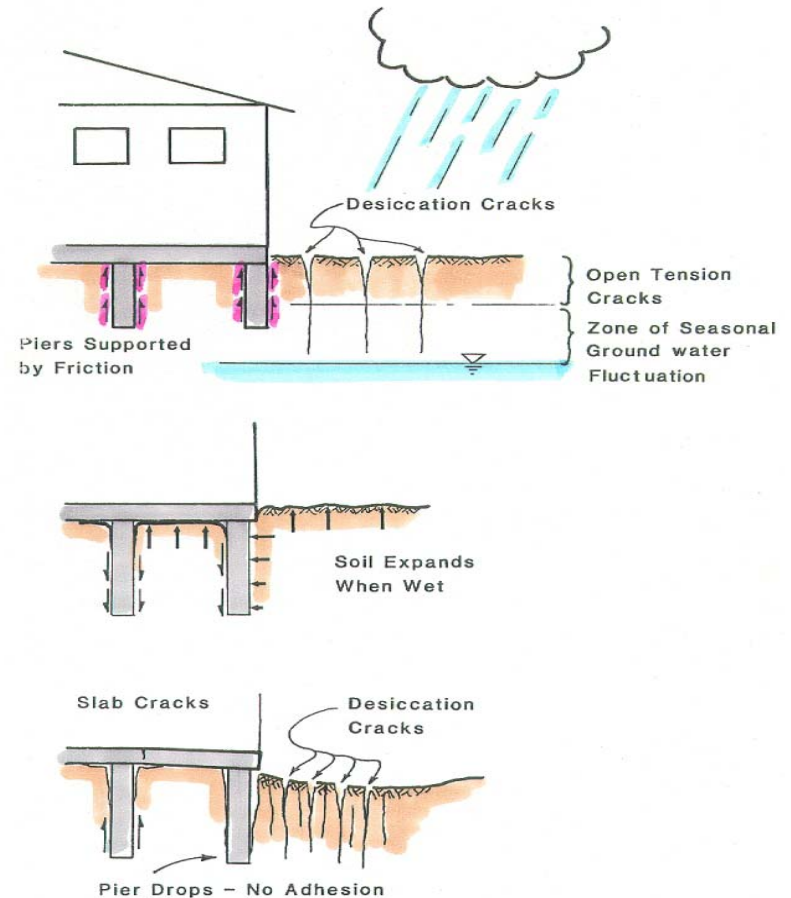 Desiccation Cracks
Open Tension
Cracks
Zone of Seasonal
Ground water
Fluctuation
Piers Supported
by Friction
Soil Expands
When Wet
Slab Cracks
Desiccation
Cracks
Pier Drops – No Adhesion